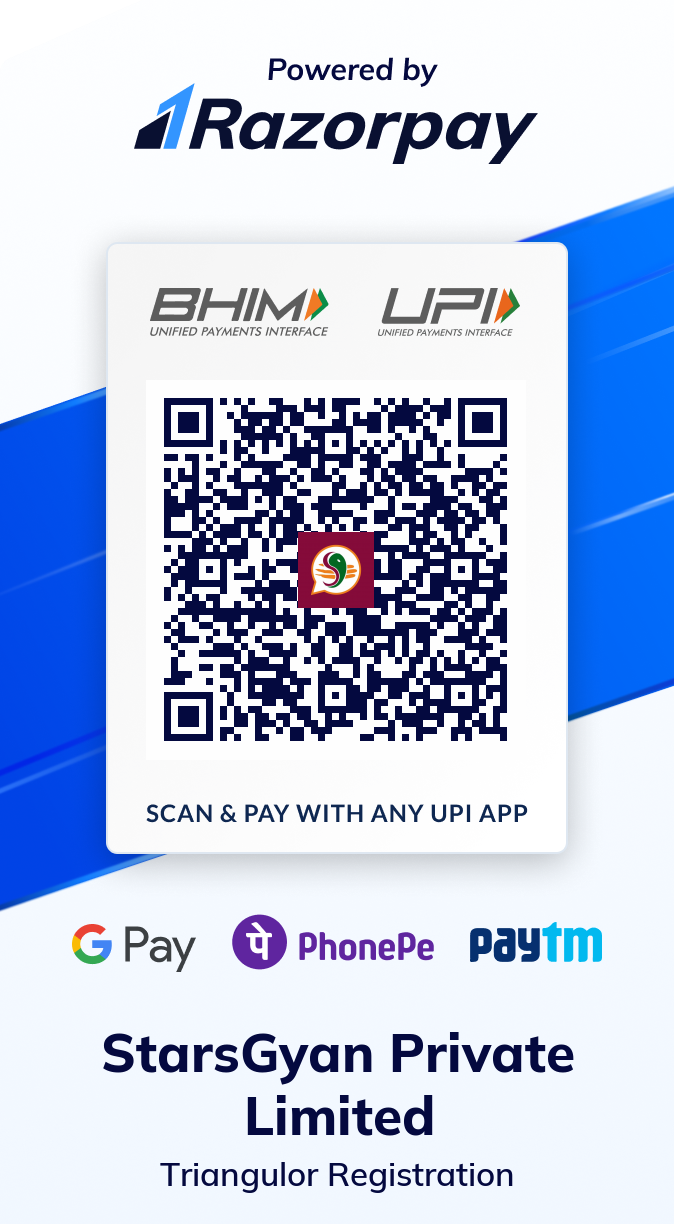 Powered by
Razorpay
BHIM UPI
UNIFIED PAYMENTS INTERFACE UNIFIED PAYMENTS INTERFACE
SCAN & PAY WITH ANY UPI APP
G Pay पे PhonePe paytm
StarsGyan Private
Limited
Triangulor Registration